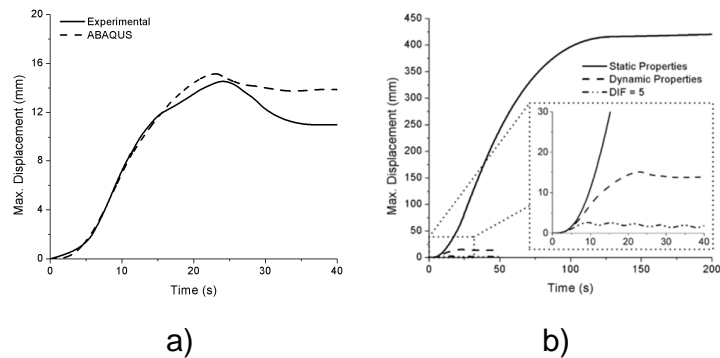 Experimental
ABAQUS
Max. Displacement (mm)
20
16
12
8
4
0
0 10 20 30 40
Time (s)
a)
Static Properties
Dynamic Properties
DIF = 5
Max. Displacement (mm)
450
400
350
300
250
200
150
100
50
0
0 50 100 150 200
Time (s)
30
20
10
0
0 10 20 30 40
b)